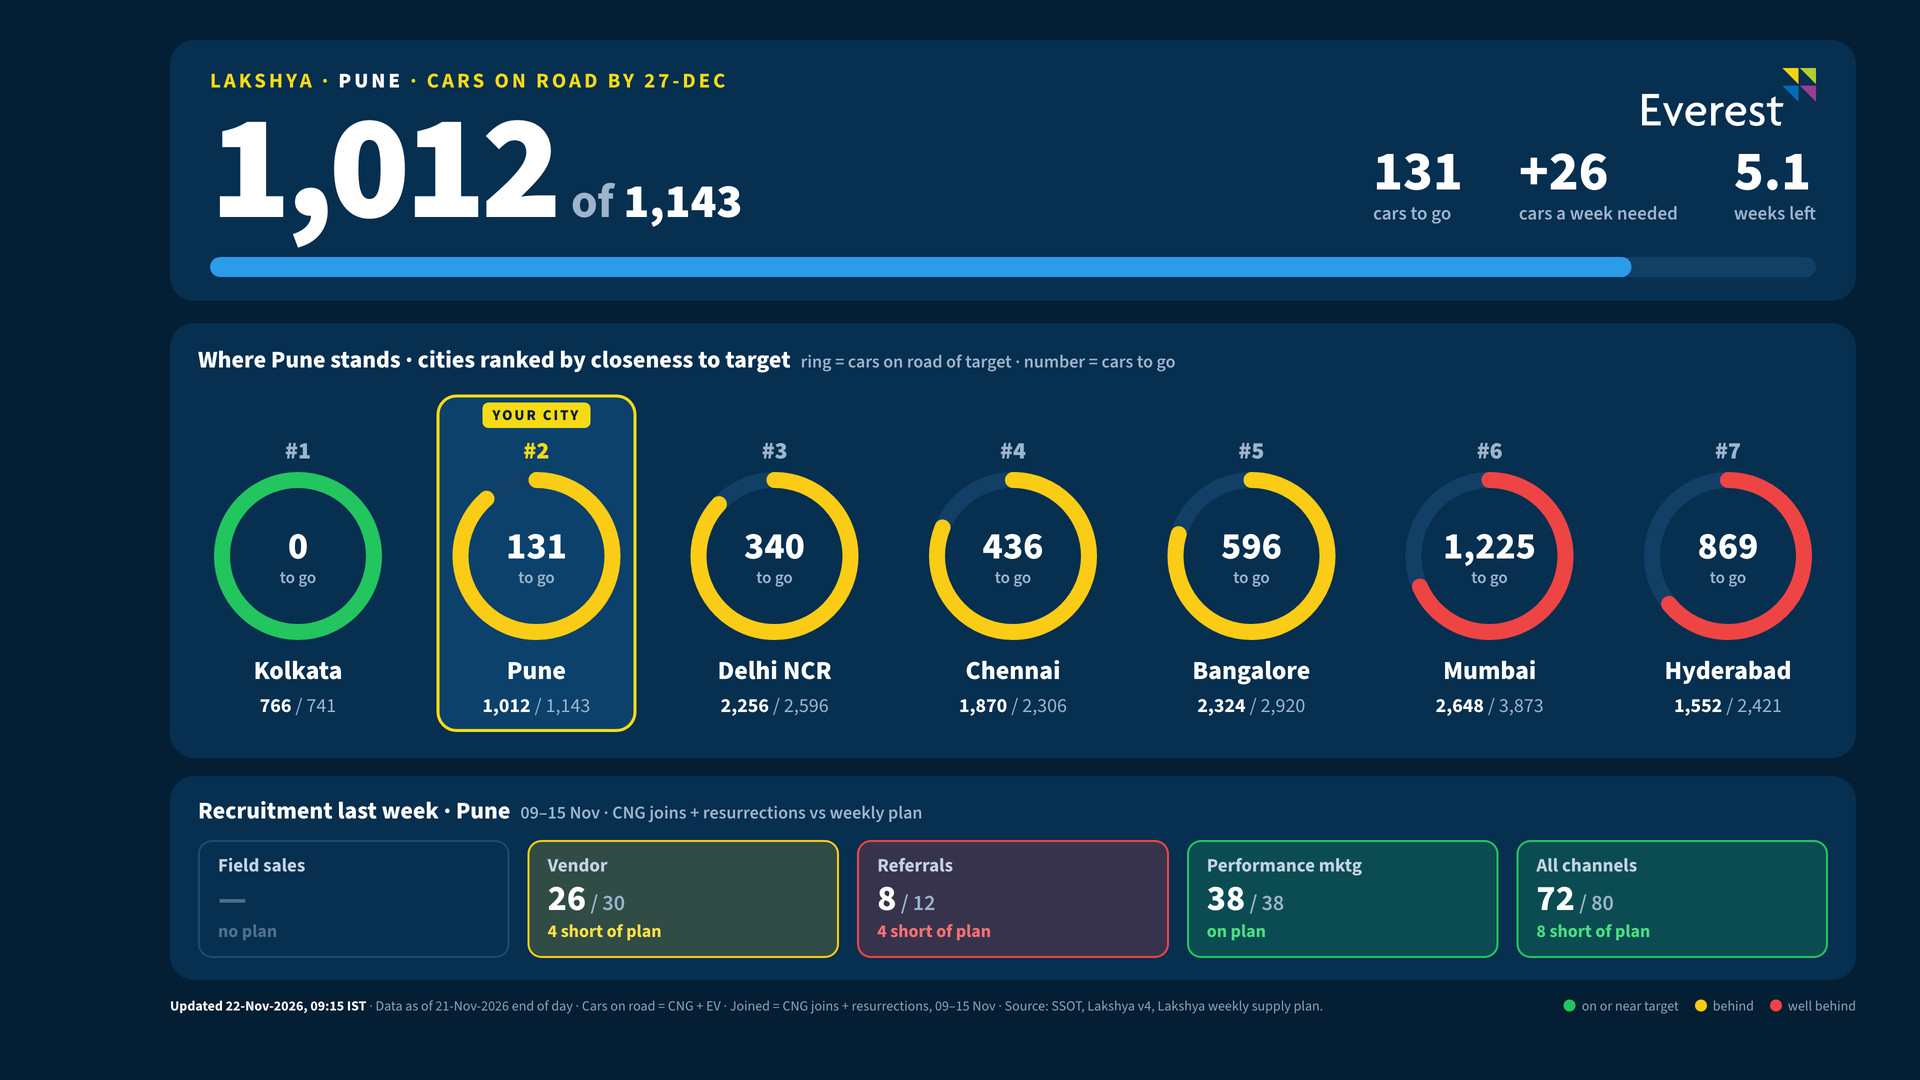 LAKSHYA · PUNE · CARS ON ROAD BY 27-DEC
Everest
1,012 of 1,143
131
cars to go
+26
cars a week needed
5.1
weeks left
Where Pune stands · cities ranked by closeness to target ring = cars on road of target · number = cars to go
YOUR CITY
#1
0
to go
Kolkata
766 / 741
#2
131
to go
Pune
1,012 / 1,143
#3
340
to go
Delhi NCR
2,256 / 2,596
#4
436
to go
Chennai
1,870 / 2,306
#5
596
to go
Bangalore
2,324 / 2,920
#6
1,225
to go
Mumbai
2,648 / 3,873
#7
869
to go
Hyderabad
1,552 / 2,421
Recruitment last week · Pune 09–15 Nov · CNG joins + resurrections vs weekly plan
Field sales
—
no plan
Vendor
26 / 30
4 short of plan
Referrals
8 / 12
4 short of plan
Performance mktg
38 / 38
on plan
All channels
72 / 80
8 short of plan
Updated 22-Nov-2026, 09:15 IST · Data as of 21-Nov-2026 end of day · Cars on road = CNG + EV · Joined = CNG joins + resurrections, 09–15 Nov · Source: SSOT, Lakshya v4, Lakshya weekly supply plan.
on or near target
behind
well behind